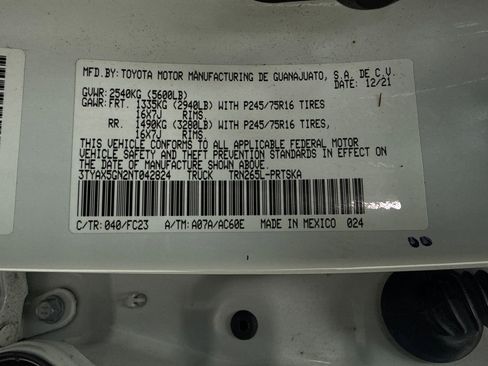 MFD.BY: TOYOTA MOTOR MANUFACTURING DE GUANAJUATO, S.A. DE C.V.
DATE: 12/21
GVWR: 2540KG (5600LB)
GAWR: FRT. 1335KG (2940LB) WITH P245/75R16 TIRES
16X7J RIMS,
RR. 1490KG (3280LB) WITH P245/75R16 TIRES,
16X7J RIMS.
THIS VEHICLE CONFORMS TO ALL APPLICABLE FEDERAL MOTOR
VEHICLE SAFETY AND THEFT PREVENTION STANDARDS IN EFFECT ON
THE DATE OF MANUFACTURE SHOWN ABOVE.
3TYAX5GN2NT042824 TRUCK TRN265L-PRTSKA
C/TR: 040/FC23 A/TM: A07A/AC60E MADE IN MEXICO 024